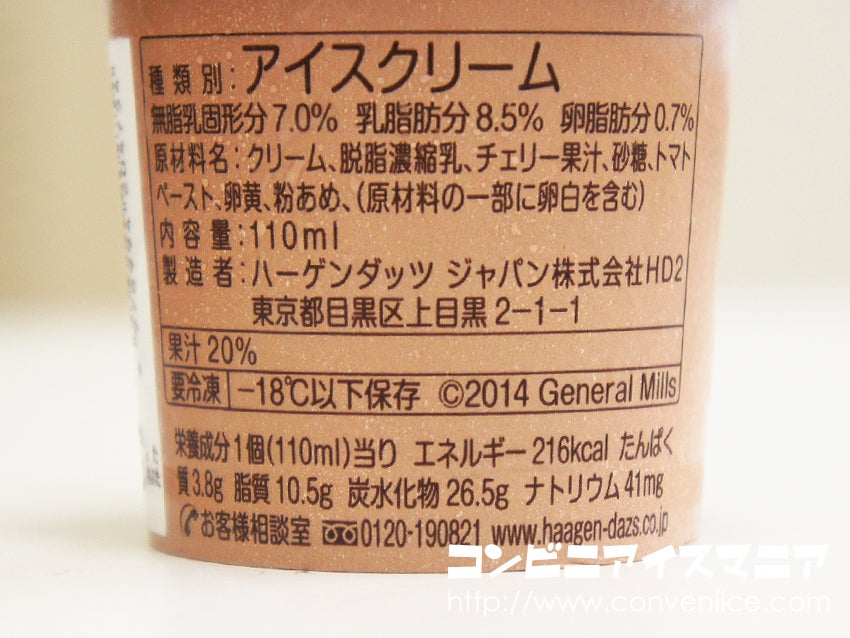 種類別:アイスクリーム
無脂乳固形分7.0% 乳脂肪分8.5% 卵脂肪分0.7%
原材料名:クリーム、脱脂濃縮乳、チェリー果汁、砂糖、トマト
ペースト、卵黄、粉あめ、(原材料の一部に卵白を含む)
内容量:110ml
製造者:ハーゲンダッツ ジャパン株式会社HD2
東京都目黒区上目黒2-1-1
果汁20%
要冷凍 -18℃以下保存 ©2014 General Mills
栄養成分1個(110ml)当り エネルギー216kcal たんぱく
質3.8g 脂質10.5g 炭水化物26.5g ナトリウム41mg
お客様相談室 0120-190821 www.haagen-dazs.co.jp
コンビニアイスマニア
http://www.conveniice.com/